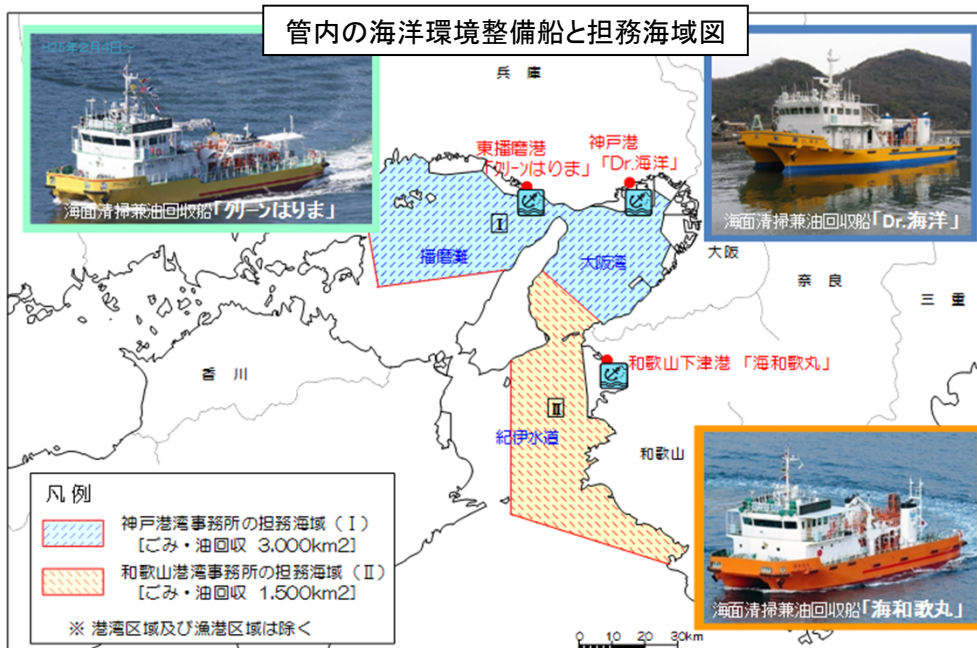 管内の海洋環境整備船と担務海域図
H25年2月4日～
海面清掃兼油回収船「クリーンはりま」
海面清掃兼油回収船「Dr.海洋」
兵 庫
東播磨港
「クリーンはりま」
神戸港
「Dr.海洋」
Ⅰ
播磨灘
大阪湾
大阪
奈 良
三 重
和歌山下津港 「海和歌丸」
香 川
Ⅱ
紀伊水道
和歌山
海面清掃兼油回収船「海和歌丸」
凡 例
神戸港湾事務所の担務海域（Ⅰ）
[ごみ・油回収 3.000km2]
和歌山港湾事務所の担務海域（Ⅱ）
[ごみ・油回収 1.500km2]
※ 港湾区域及び漁港区域は除く
0 10 20 30km